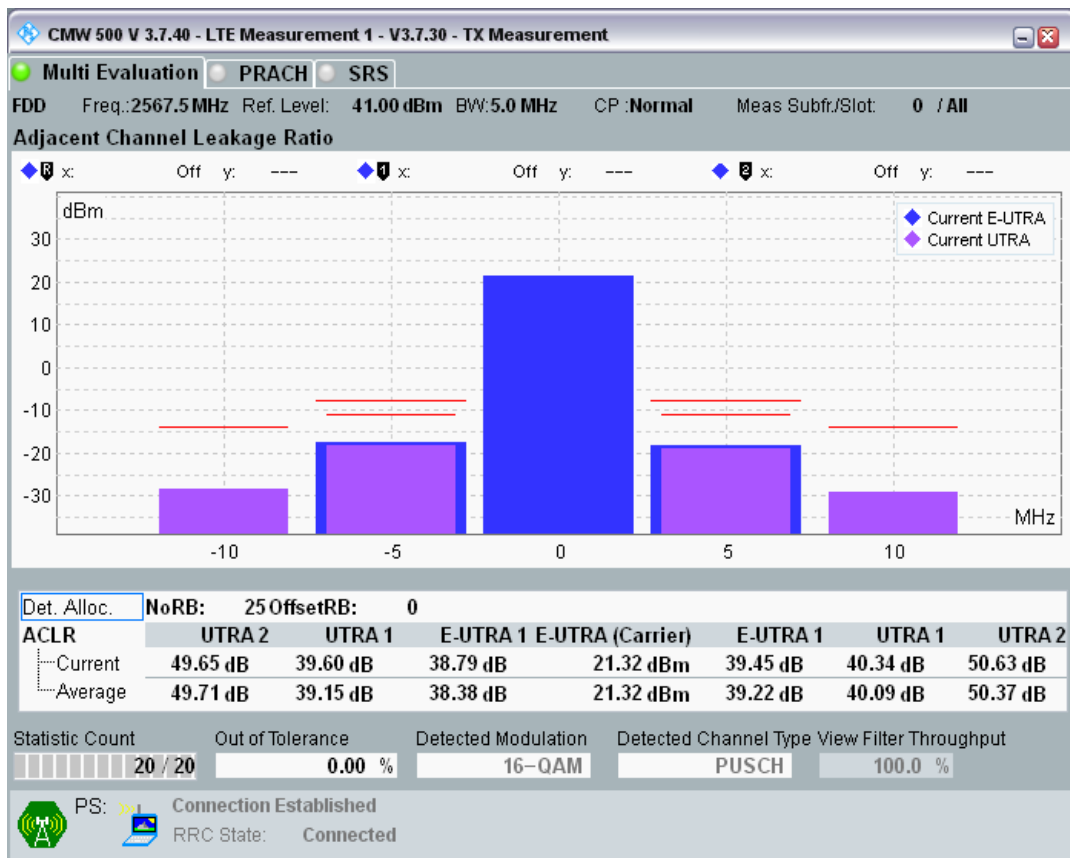 CMW 500 V 3.7.40 - LTE Measurement 1 - V3.7.30 - TX Measurement
Multi Evaluation PRACH SRS
FDD Freq.:2567.5 MHz Ref. Level: 41.00 dBm BW:5.0 MHz CP :Normal Meas Subfr./Slot: 0 / All
Adjacent Channel Leakage Ratio
R x: Off y: --- 1 x: Off y: --- 2 x: Off y: ---
dBm
Current E-UTRA
Current UTRA
30
20
10
0
-10
-20
-30
MHz
-10 -5 0 5 10
Det. Alloc. NoRB: 25 OffsetRB: 0
ACLR UTRA 2 UTRA 1 E-UTRA 1 E-UTRA (Carrier) E-UTRA 1 UTRA 1 UTRA 2
Current 49.65 dB 39.60 dB 38.79 dB 21.32 dBm 39.45 dB 40.34 dB 50.63 dB
Average 49.71 dB 39.15 dB 38.38 dB 21.32 dBm 39.22 dB 40.09 dB 50.37 dB
Statistic Count Out of Tolerance Detected Modulation Detected Channel Type View Filter Throughput
20 / 20 0.00 % 16-QAM PUSCH 100.0 %
PS: Connection Established
RRC State: Connected